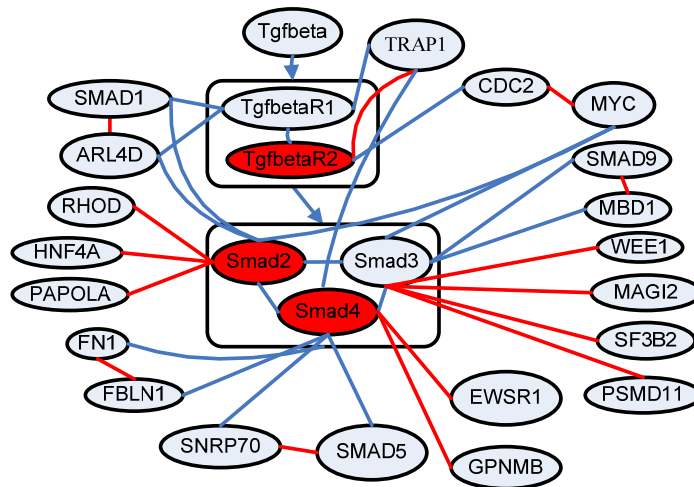 Tgfbeta
TRAP1
SMAD1
TgfbetaR1
CDC2
MYC
ARL4D
TgfbetaR2
SMAD9
RHOD
MBD1
HNF4A
Smad2
Smad3
WEE1
PAPOLA
MAGI2
Smad4
FN1
SF3B2
FBLN1
EWSR1
PSMD11
SNRP70
SMAD5
GPNMB